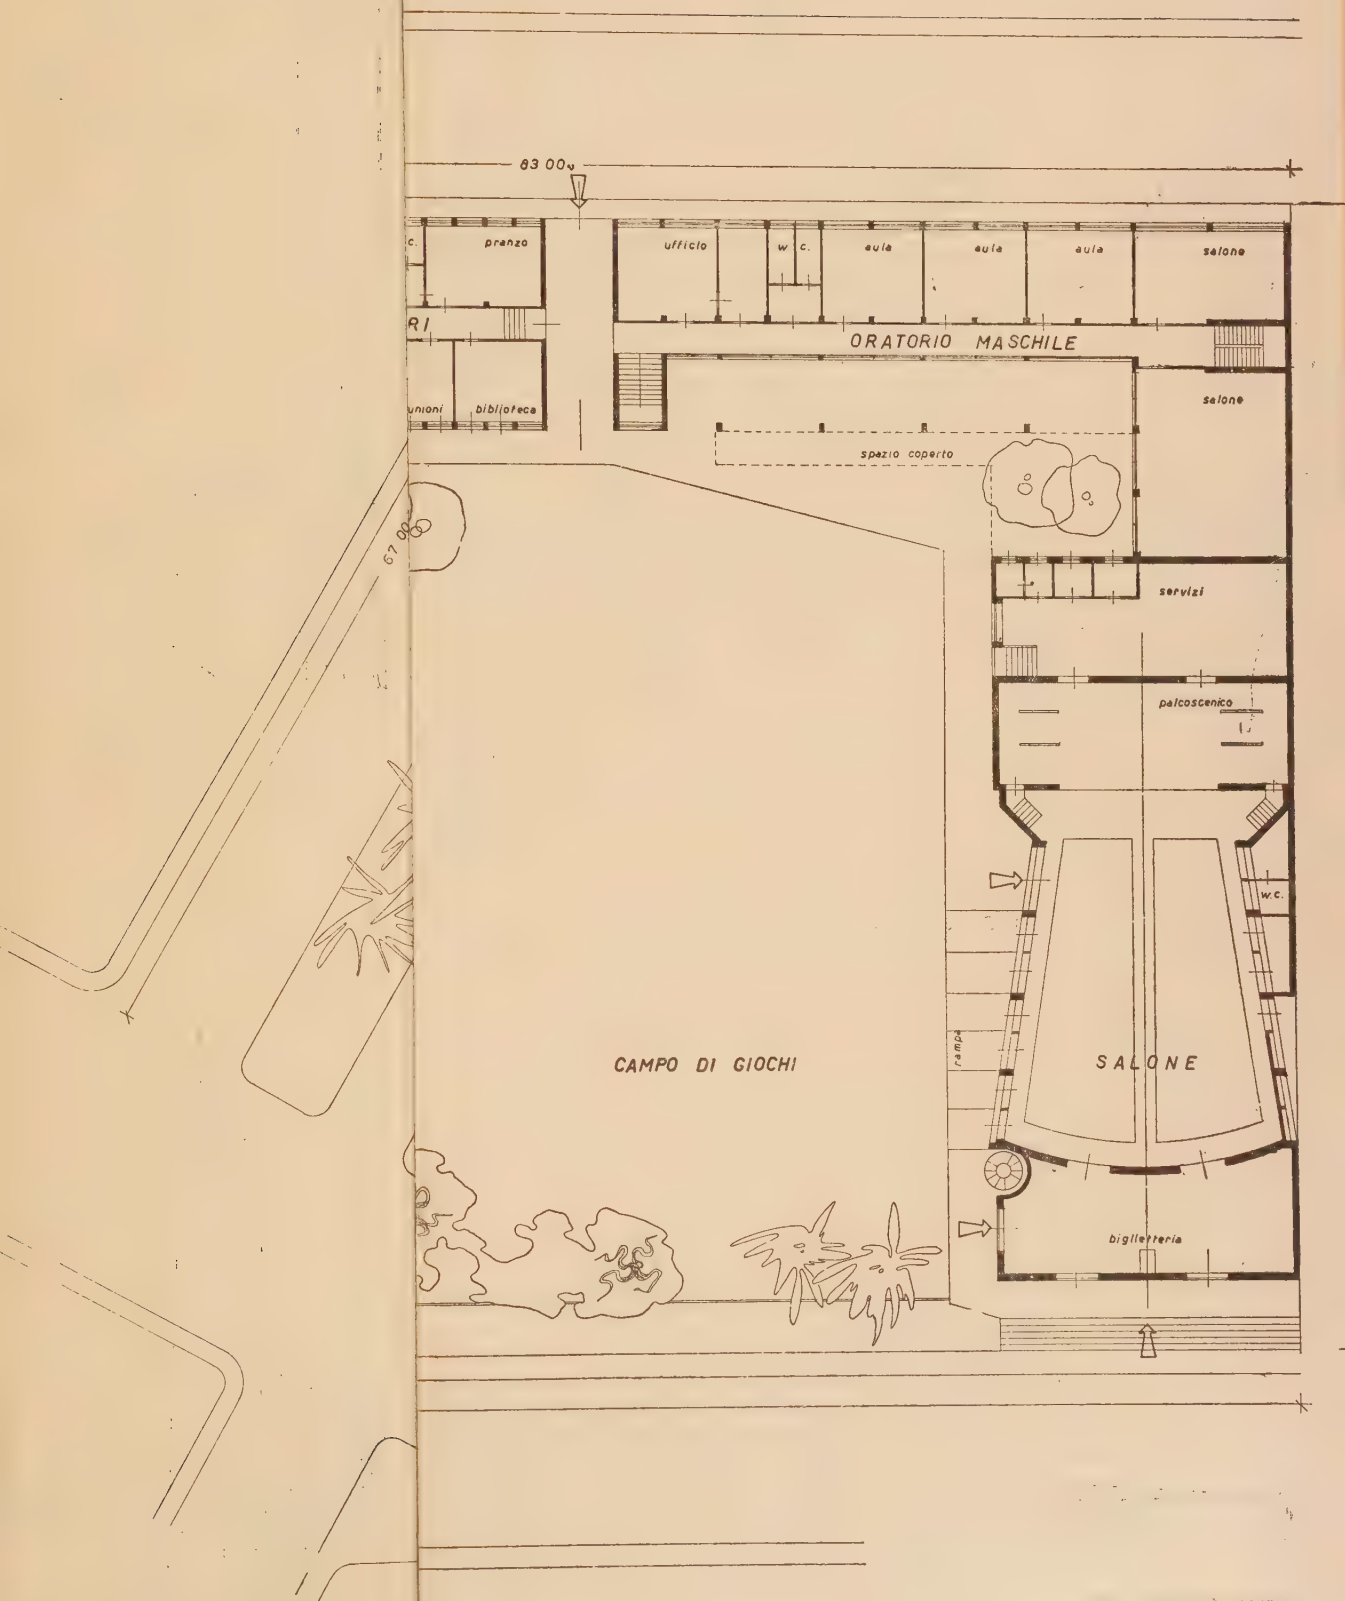 83 00
c.
pranzo
ufficio
w c.
aula
aula
aula
salone
RI
ORATORIO MASCHILE
unioni
biblioteca
salone
spazio coperto
67 00
servizi
palcoscenico
w.c.
rampa
CAMPO DI GIOCHI
SALONE
biglietteria